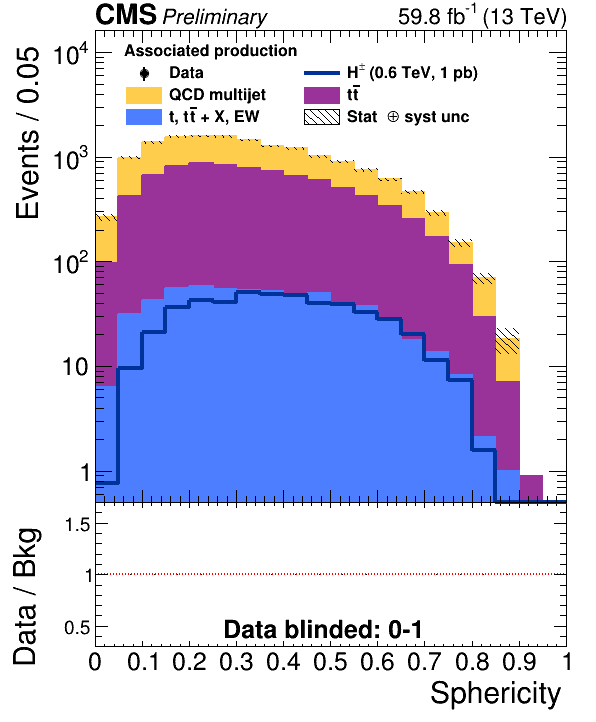 CMS Preliminary 59.8 fb⁻¹ (13 TeV)
Events / 0.05
10⁴
10³
10²
10
1
Associated production
Data
H± (0.6 TeV, 1 pb)
QCD multijet
tt̄
t, tt̄ + X, EW
Stat ⊕ syst unc
Data / Bkg
1.5
1
0.5
Data blinded: 0-1
0 0.1 0.2 0.3 0.4 0.5 0.6 0.7 0.8 0.9 1
Sphericity